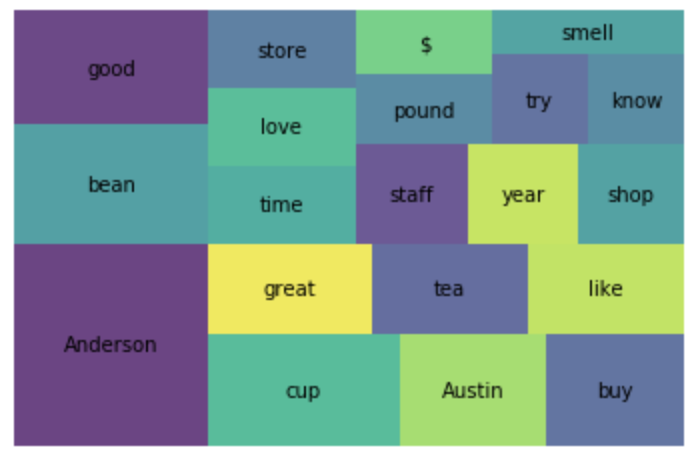 good
store
$
smell
love
pound
try
know
bean
time
staff
year
shop
Anderson
great
tea
like
cup
Austin
buy